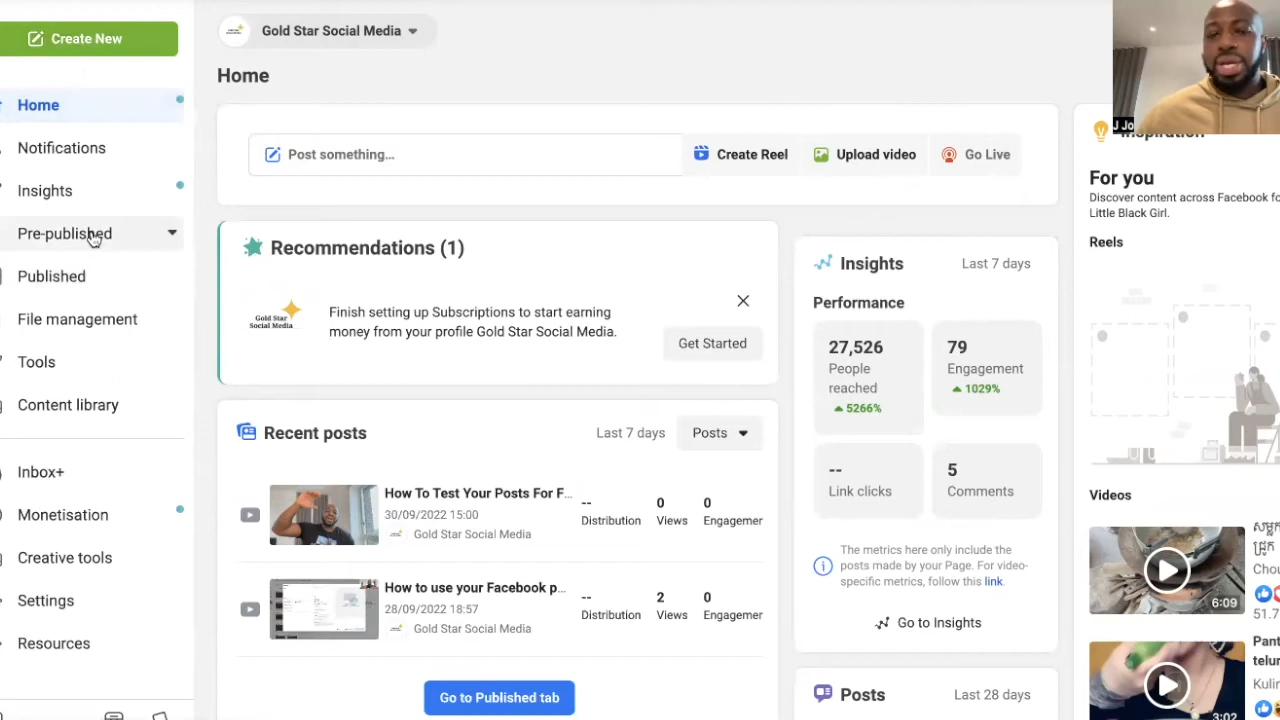 Create New
Home
Notifications
Insights
Pre-published
Published
File management
Tools
Content library
Inbox+
Monetisation
Creative tools
Settings
Resources
Gold Star Social Media
Home
Post something...
Create Reel
Upload video
Go Live
Recommendations (1)
Gold Star
Social Media
Finish setting up Subscriptions to start earning
money from your profile Gold Star Social Media.
Get Started
Recent posts
Last 7 days
Posts
How To Test Your Posts For F...
30/09/2022 15:00
Gold Star Social Media
--
Distribution
0
Views
0
Engagemer
How to use your Facebook p...
28/09/2022 18:57
Gold Star Social Media
--
Distribution
2
Views
0
Engagemer
Go to Published tab
Insights
Last 7 days
Performance
27,526
People
reached
5266%
79
Engagement
1029%
--
Link clicks
5
Comments
The metrics here only include the
posts made by your Page. For video-
specific metrics, follow this link.
Go to Insights
Posts
Last 28 days
J Jo
Inspiration
For you
Discover content across Facebook fo
Little Black Girl.
Reels
Videos
6:09
Chou
51.7
3:02
Pant
telur
Kulin